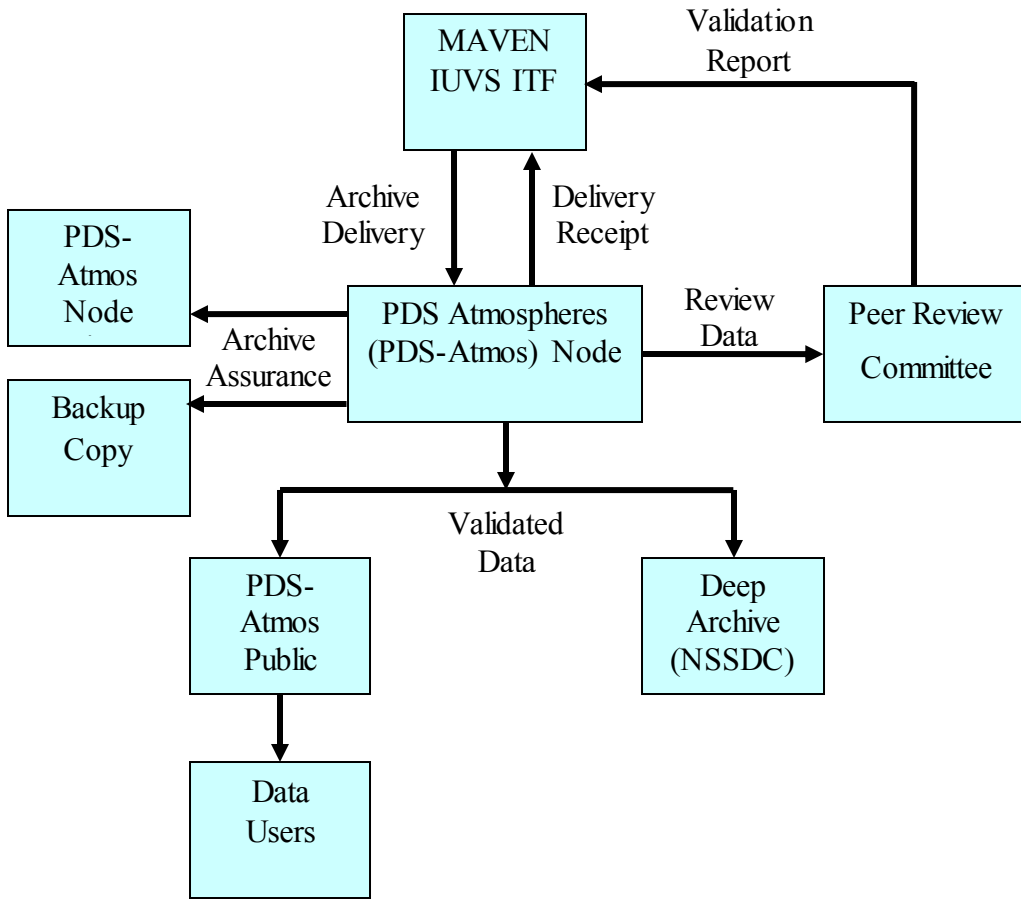 MAVEN
IUVS ITF
Validation
Report
Archive
Delivery
Delivery
Receipt
PDS-
Atmos
Node
PDS Atmospheres
(PDS-Atmos) Node
Review
Data
Peer Review
Committee
Archive
Assurance
Backup
Copy
Validated
Data
PDS-
Atmos
Public
Deep
Archive
(NSSDC)
Data
Users